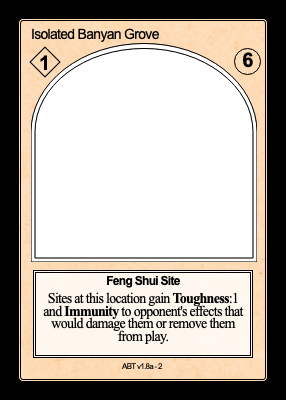 Isolated Banyan Grove
1
6
Feng Shui Site
Sites at this location gain Toughness:1
and Immunity to opponent's effects that
would damage them or remove them
from play.
ABT v1.8a - 2